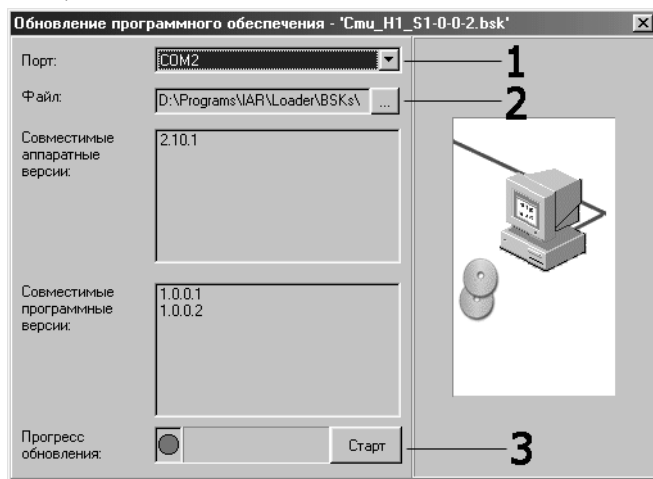 Обновление программного обеспечения - 'Cmu_H1_S1-0-0-2.bsk'
Порт:
COM2
1
Файл:
D:\Programs\IAR\Loader\BSKs\
...
2
Совместимые
аппаратные
версии:
2.10.1
Совместимые
программные
версии:
1.0.0.1
1.0.0.2
Прогресс
обновления:
Старт
3